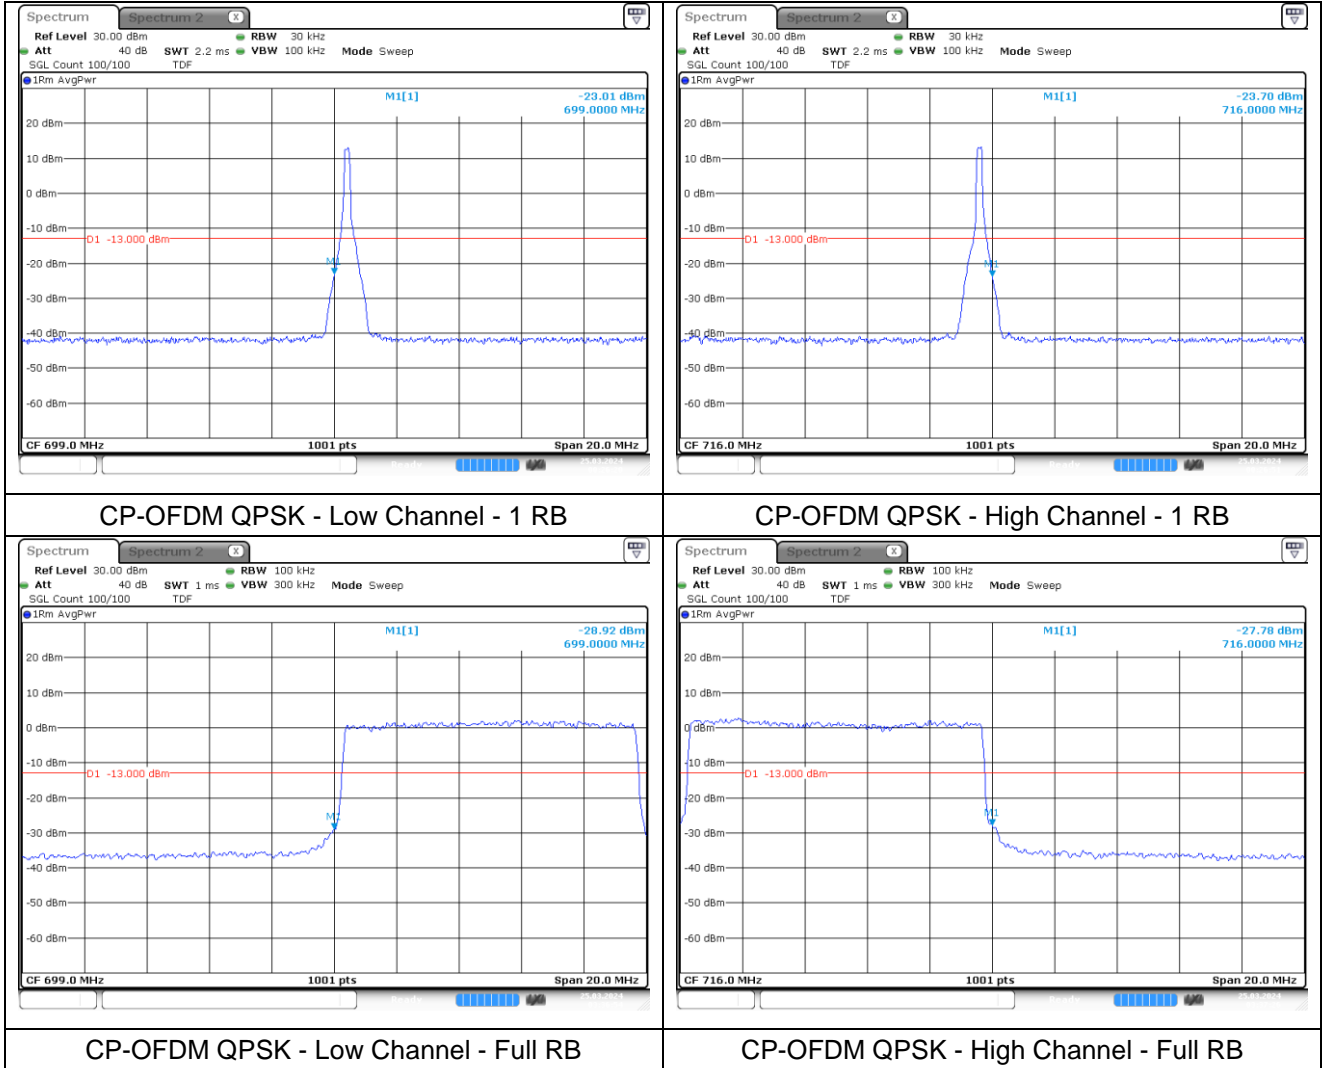 Spectrum Spectrum 2 X
Ref Level 30.00 dBm RBW 30 kHz
Att 40 dB SWT 2.2 ms VBW 100 kHz Mode Sweep
SGL Count 100/100 TDF
1Rm AvgPwr
M1[1] -23.01 dBm
699.0000 MHz
20 dBm
10 dBm
0 dBm
-10 dBm
D1 -13.000 dBm
M1
-20 dBm
-30 dBm
-40 dBm
-50 dBm
-60 dBm
CF 699.0 MHz 1001 pts Span 20.0 MHz
Ready 25.03.2024
CP-OFDM QPSK - Low Channel - 1 RB
Spectrum Spectrum 2 X
Ref Level 30.00 dBm RBW 30 kHz
Att 40 dB SWT 2.2 ms VBW 100 kHz Mode Sweep
SGL Count 100/100 TDF
1Rm AvgPwr
M1[1] -23.70 dBm
716.0000 MHz
20 dBm
10 dBm
0 dBm
-10 dBm
D1 -13.000 dBm
M1
-20 dBm
-30 dBm
-40 dBm
-50 dBm
-60 dBm
CF 716.0 MHz 1001 pts Span 20.0 MHz
Ready 25.03.2024
CP-OFDM QPSK - High Channel - 1 RB
Spectrum Spectrum 2 X
Ref Level 30.00 dBm RBW 100 kHz
Att 40 dB SWT 1 ms VBW 300 kHz Mode Sweep
SGL Count 100/100 TDF
1Rm AvgPwr
M1[1] -28.92 dBm
699.0000 MHz
20 dBm
10 dBm
0 dBm
-10 dBm
D1 -13.000 dBm
-20 dBm
M1
-30 dBm
-40 dBm
-50 dBm
-60 dBm
CF 699.0 MHz 1001 pts Span 20.0 MHz
Ready 25.03.2024
CP-OFDM QPSK - Low Channel - Full RB
Spectrum Spectrum 2 X
Ref Level 30.00 dBm RBW 100 kHz
Att 40 dB SWT 1 ms VBW 300 kHz Mode Sweep
SGL Count 100/100 TDF
1Rm AvgPwr
M1[1] -27.78 dBm
716.0000 MHz
20 dBm
10 dBm
0 dBm
-10 dBm
D1 -13.000 dBm
-20 dBm
M1
-30 dBm
-40 dBm
-50 dBm
-60 dBm
CF 716.0 MHz 1001 pts Span 20.0 MHz
Ready 25.03.2024
CP-OFDM QPSK - High Channel - Full RB